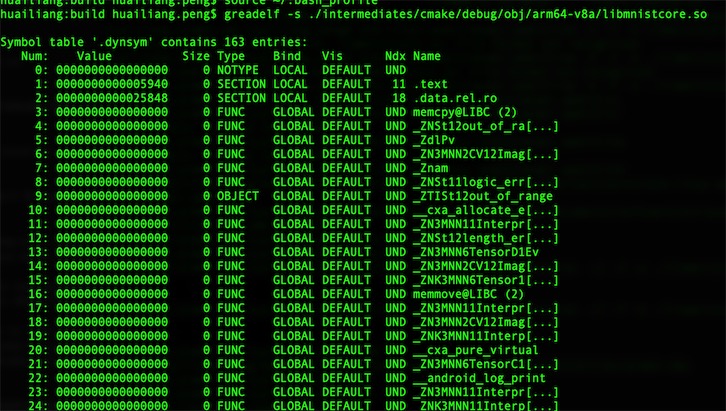 huailiang:build huailiang.peng$ source ~/.bash_profile
huailiang:build huailiang.peng$ greadelf -s ./intermediates/cmake/debug/obj/arm64-v8a/libmnistcore.so
Symbol table '.dynsym' contains 163 entries:
Num: Value Size Type Bind Vis Ndx Name
0: 0000000000000000 0 NOTYPE LOCAL DEFAULT UND
1: 0000000000005940 0 SECTION LOCAL DEFAULT 11 .text
2: 0000000000025848 0 SECTION LOCAL DEFAULT 18 .data.rel.ro
3: 0000000000000000 0 FUNC GLOBAL DEFAULT UND memcpy@LIBC (2)
4: 0000000000000000 0 FUNC GLOBAL DEFAULT UND _ZNSt12out_of_ra[...]
5: 0000000000000000 0 FUNC GLOBAL DEFAULT UND _ZdlPv
6: 0000000000000000 0 FUNC GLOBAL DEFAULT UND _ZN3MNN2CV12Imag[...]
7: 0000000000000000 0 FUNC GLOBAL DEFAULT UND _Znam
8: 0000000000000000 0 FUNC GLOBAL DEFAULT UND _ZNSt11logic_err[...]
9: 0000000000000000 0 OBJECT GLOBAL DEFAULT UND _ZTISt12out_of_range
10: 0000000000000000 0 FUNC GLOBAL DEFAULT UND __cxa_allocate_e[...]
11: 0000000000000000 0 FUNC GLOBAL DEFAULT UND _ZN3MNN11Interpr[...]
12: 0000000000000000 0 FUNC GLOBAL DEFAULT UND _ZNSt12length_er[...]
13: 0000000000000000 0 FUNC GLOBAL DEFAULT UND _ZN3MNN6TensorD1Ev
14: 0000000000000000 0 FUNC GLOBAL DEFAULT UND _ZN3MNN2CV12Imag[...]
15: 0000000000000000 0 FUNC GLOBAL DEFAULT UND _ZNK3MNN6Tensor1[...]
16: 0000000000000000 0 FUNC GLOBAL DEFAULT UND memmove@LIBC (2)
17: 0000000000000000 0 FUNC GLOBAL DEFAULT UND _ZN3MNN11Interpr[...]
18: 0000000000000000 0 FUNC GLOBAL DEFAULT UND _ZN3MNN2CV12Imag[...]
19: 0000000000000000 0 FUNC GLOBAL DEFAULT UND _ZNK3MNN11Interp[...]
20: 0000000000000000 0 FUNC GLOBAL DEFAULT UND __cxa_pure_virtual
21: 0000000000000000 0 FUNC GLOBAL DEFAULT UND _ZN3MNN6TensorC1[...]
22: 0000000000000000 0 FUNC GLOBAL DEFAULT UND __android_log_print
23: 0000000000000000 0 FUNC GLOBAL DEFAULT UND _ZN3MNN11Interpr[...]
24: 0000000000000000 0 FUNC GLOBAL DEFAULT UND _ZNK3MNN11Interp[...]